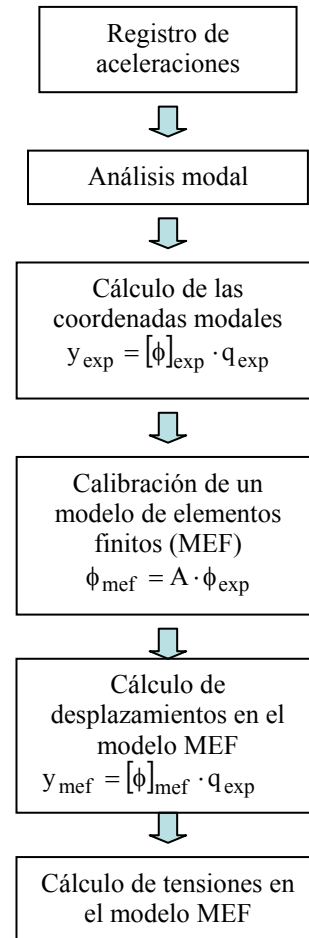 Registro de
aceleraciones
Análisis modal
Cálculo de las
coordenadas modales
y_exp = [ϕ]_exp · q_exp
Calibración de un
modelo de elementos
finitos (MEF)
ϕ_mef = A · ϕ_exp
Cálculo de
desplazamientos en el
modelo MEF
y_mef = [ϕ]_mef · q_exp
Cálculo de tensiones en
el modelo MEF